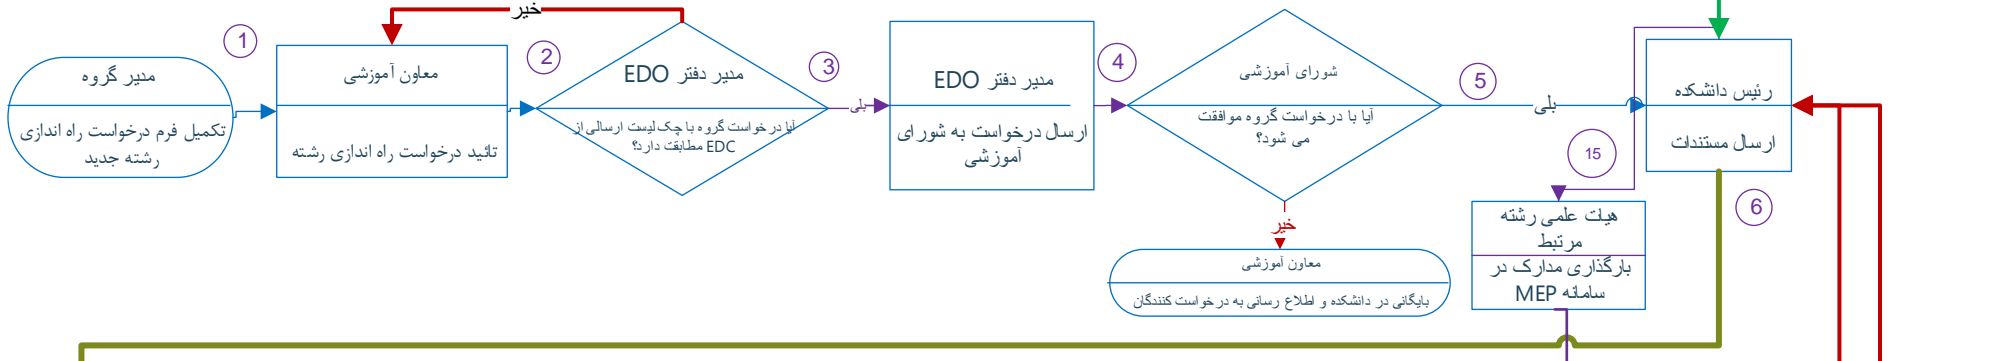 خیر
1
مدیر گروه
تکمیل فرم درخواست راه اندازی
رشته جدید
2
معاون آموزشی
تائید درخواست راه اندازی رشته
3
مدیر دفتر EDO
آیا درخواست گروه با چک لیست ارسالی از
EDC مطابقت دارد؟
بلی
4
مدیر دفتر EDO
ارسال درخواست به شورای
آموزشی
5
شورای آموزشی
آیا با درخواست گروه موافقت
می شود؟
بلی
خیر
معاون آموزشی
بایگانی در دانشکده و اطلاع رسانی به درخواست کنندگان
رئیس دانشکده
ارسال مستندات
15
6
هیات علمی رشته
مرتبط
بارگذاری مدارک در
سامانه MEP